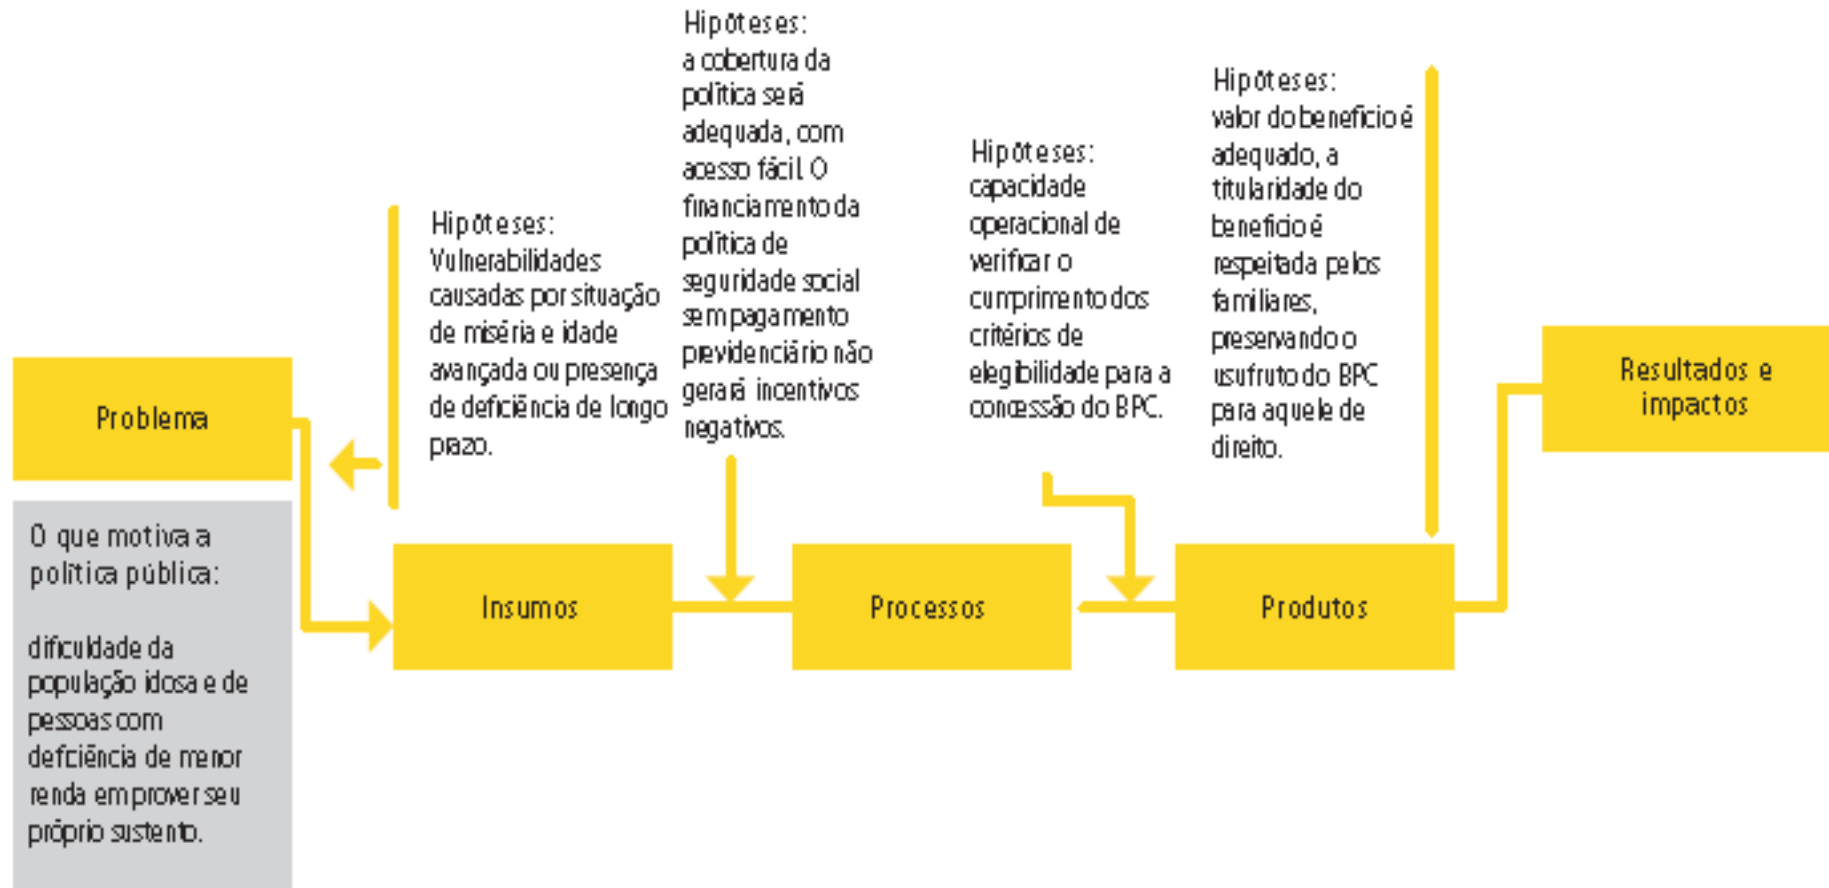 Problema
O que motiva a
política pública:
dificuldade da
população idosa e de
pessoas com
deficiência de menor
renda em prover seu
próprio sustento.
Hipóteses:
Vulnerabilidades
causadas por situação
de miséria e idade
avançada ou presença
de deficiência de longo
prazo.
Insumos
Hipóteses:
a cobertura da
política será
adequada, com
acesso fácil. O
financiamento da
política de
seguridade social
sem pagamento
previdenciário não
gerará incentivos
negativos.
Processos
Hipóteses:
capacidade
operacional de
verificar o
cumprimento dos
critérios de
elegibilidade para a
concessão do BPC.
Produtos
Hipóteses:
valor do benefício é
adequado, a
titularidade do
benefício é
respeitada pelos
familiares,
preservando o
usufruto do BPC
para aquele de
direito.
Resultados e
impactos